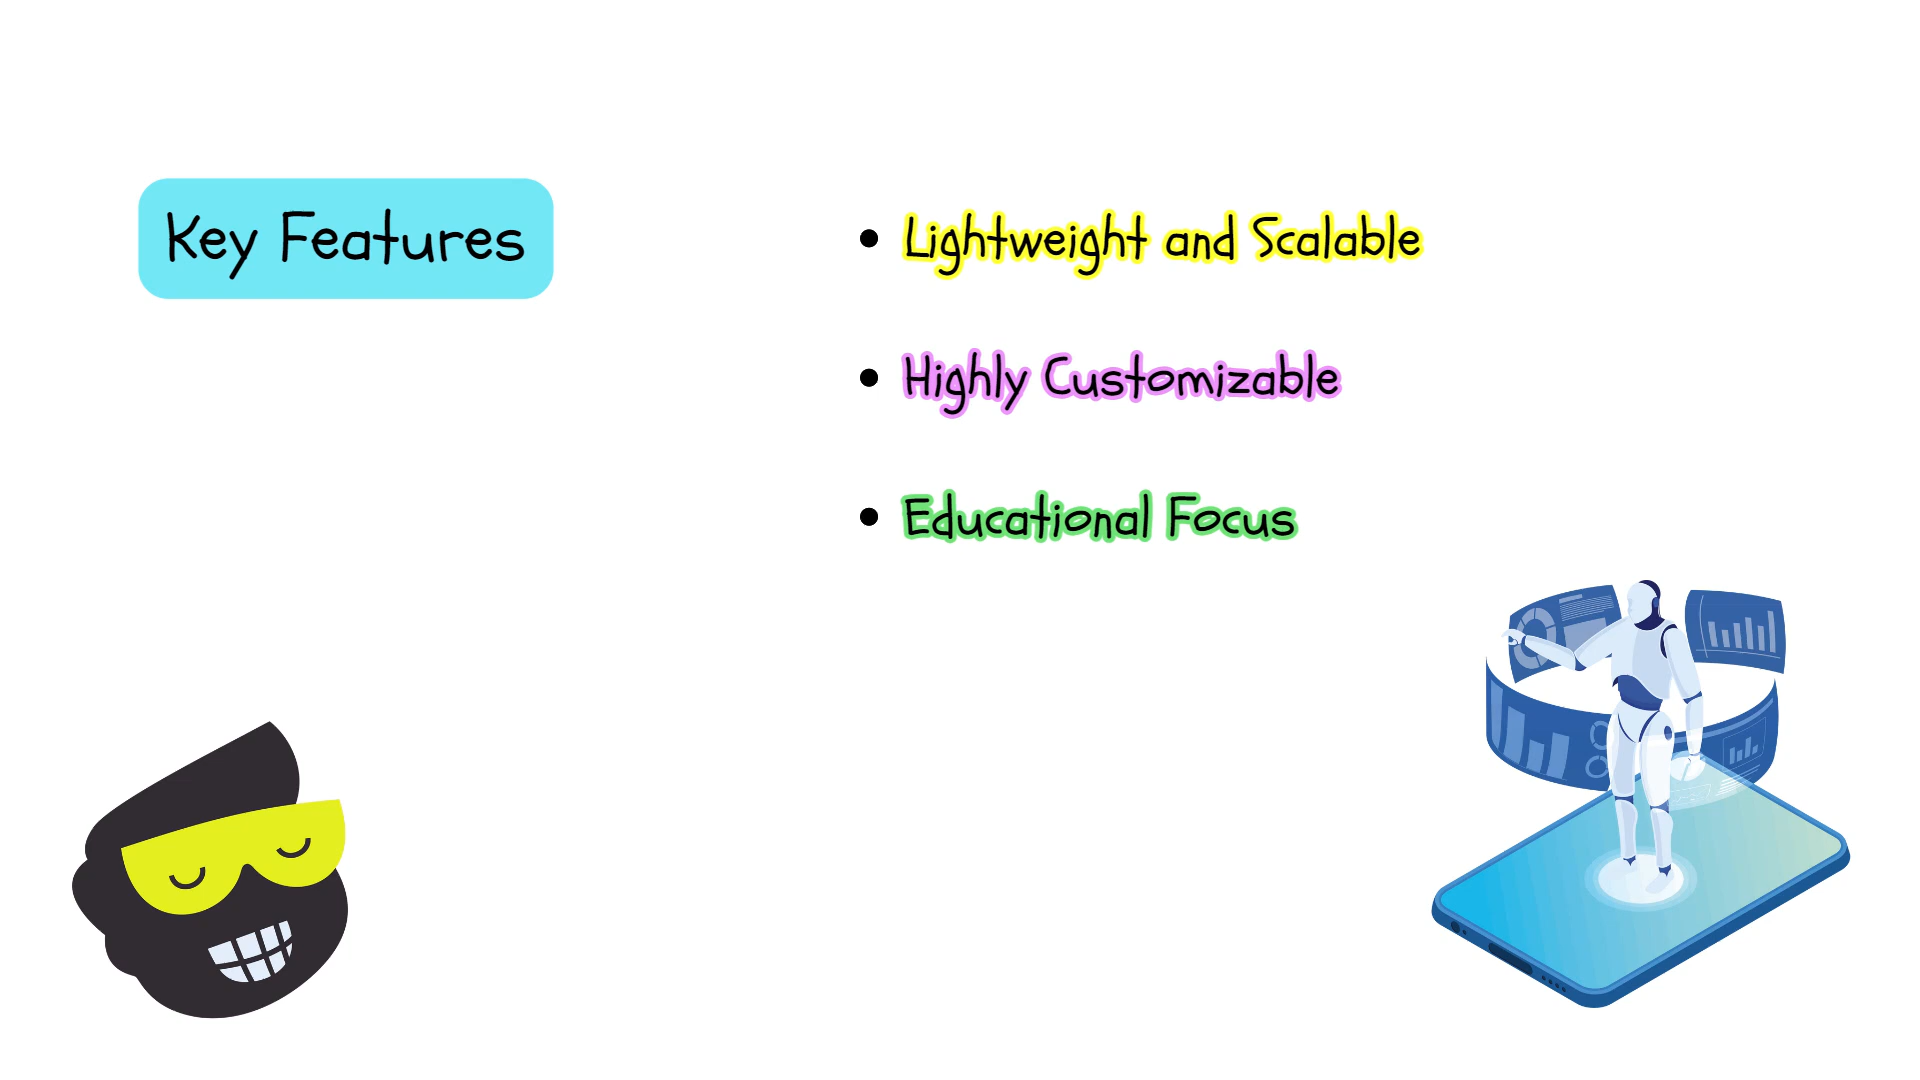 Key Features
• Lightweight and Scalable
• Highly Customizable
• Educational Focus